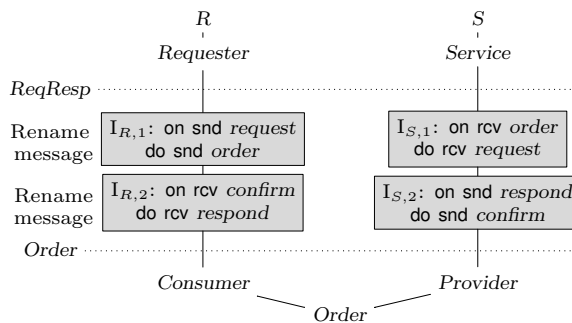 R S
Requester Service
ReqResp
Rename message
I_{R,1}: on snd request
do snd order
I_{S,1}: on rcv order
do rcv request
Rename message
I_{R,2}: on rcv confirm
do rcv respond
I_{S,2}: on snd respond
do snd confirm
Order
Consumer Provider
Order